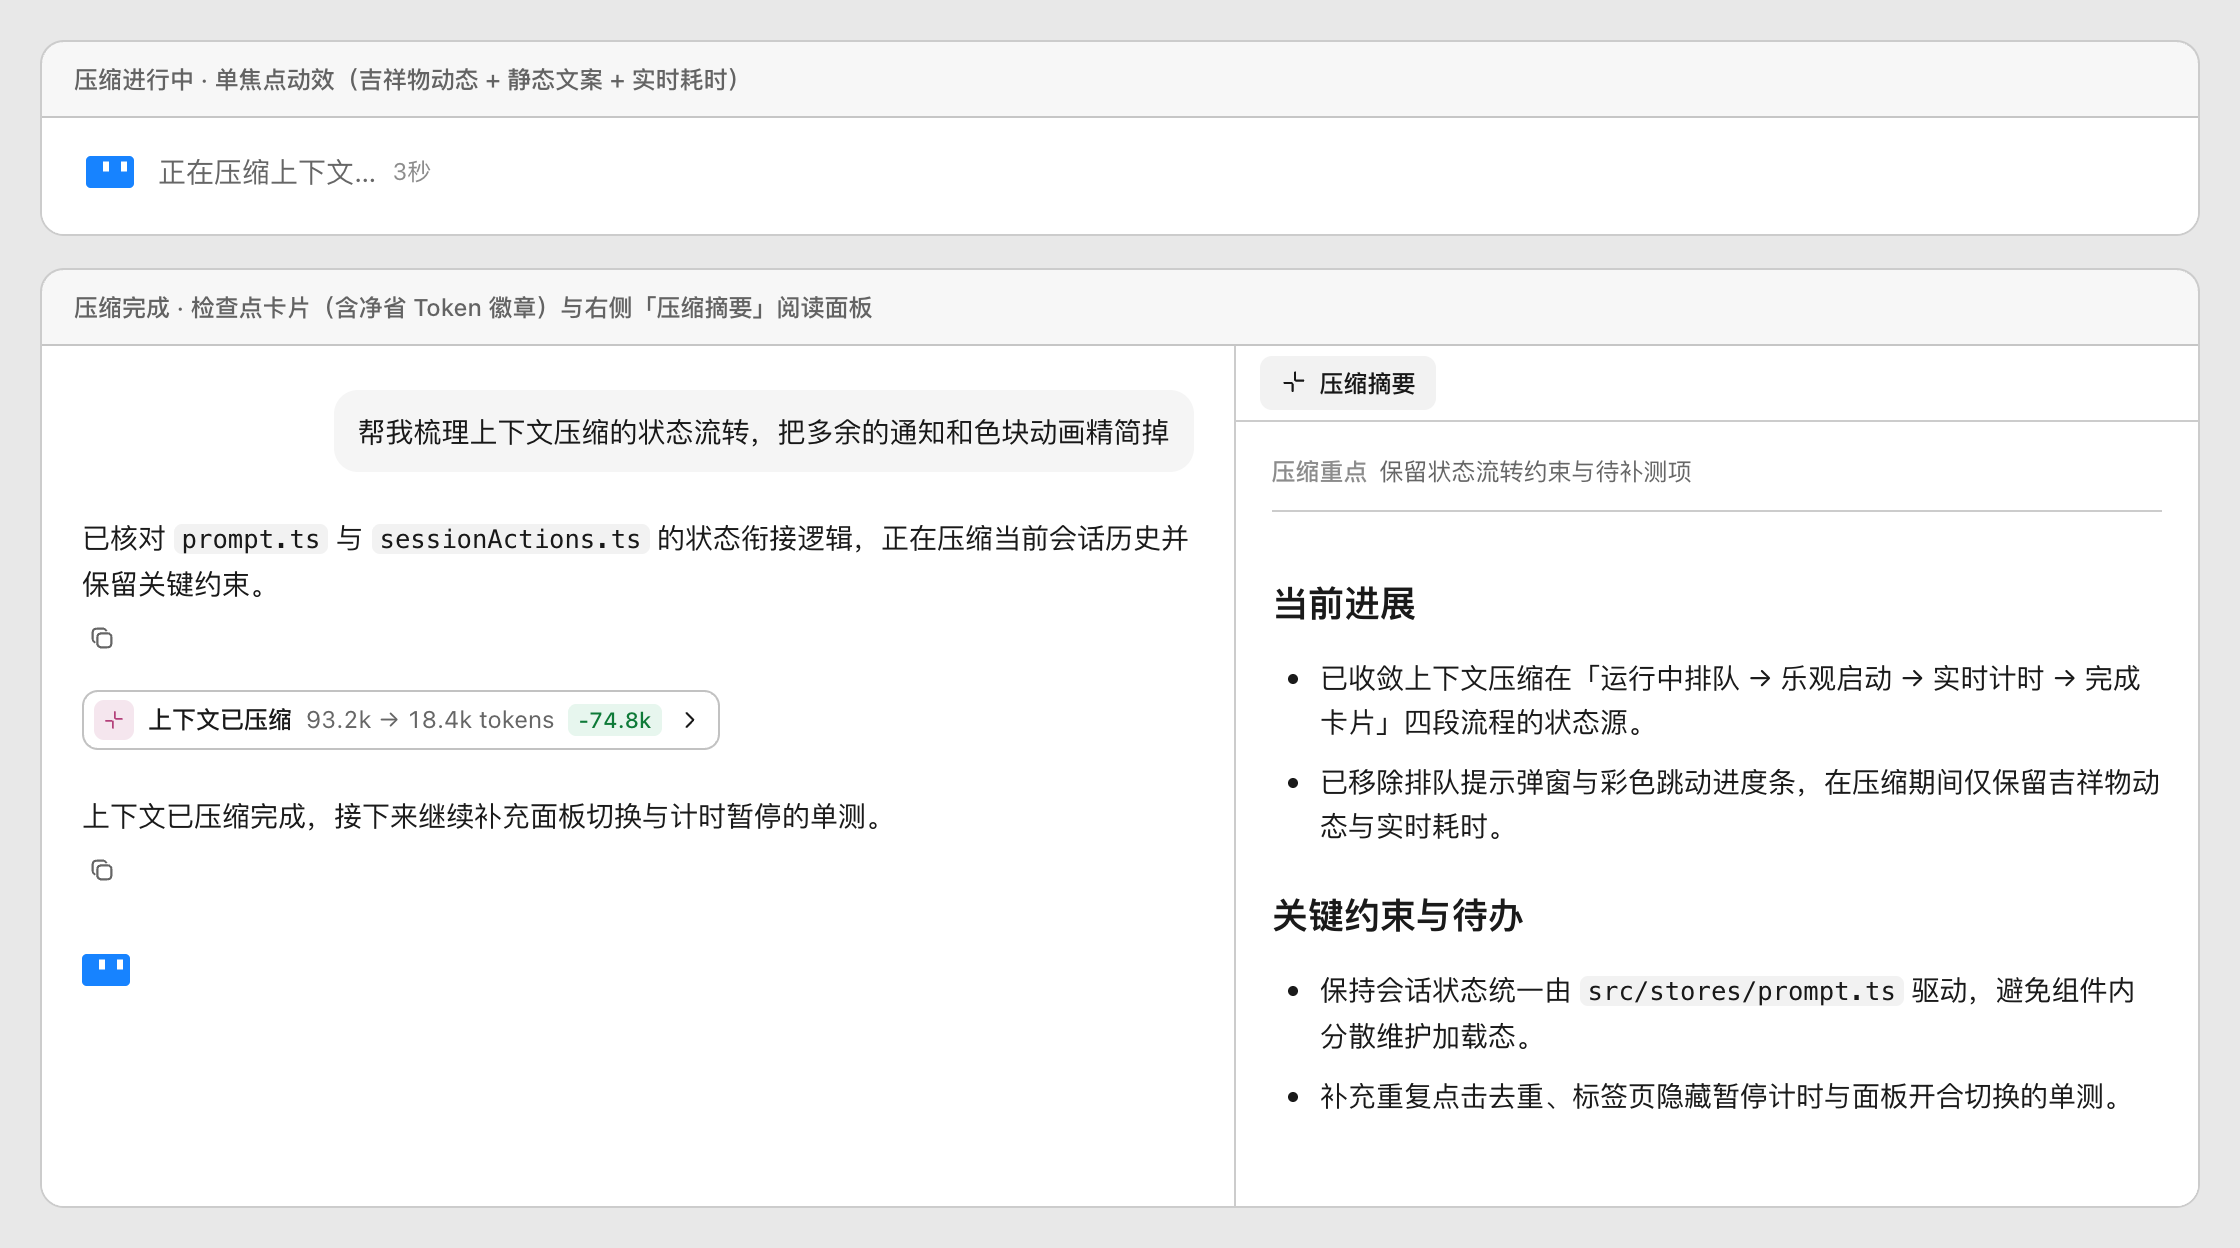 压缩进行中 · 单焦点动效（吉祥物动态 + 静态文案 + 实时耗时）
正在压缩上下文... 3秒
压缩完成 · 检查点卡片（含净省 Token 徽章）与右侧「压缩摘要」阅读面板
帮我梳理上下文压缩的状态流转，把多余的通知和色块动画精简掉
已核对 prompt.ts 与 sessionActions.ts 的状态衔接逻辑，正在压缩当前会话历史并
保留关键约束。
上下文已压缩 93.2k → 18.4k tokens -74.8k
上下文已压缩完成，接下来继续补充面板切换与计时暂停的单测。
压缩摘要
压缩重点 保留状态流转约束与待补测项
当前进展
• 已收敛上下文压缩在「运行中排队 → 乐观启动 → 实时计时 → 完成
卡片」四段流程的状态源。
• 已移除排队提示弹窗与彩色跳动进度条，在压缩期间仅保留吉祥物动
态与实时耗时。
关键约束与待办
• 保持会话状态统一由 src/stores/prompt.ts 驱动，避免组件内
分散维护加载态。
• 补充重复点击去重、标签页隐藏暂停计时与面板开合切换的单测。